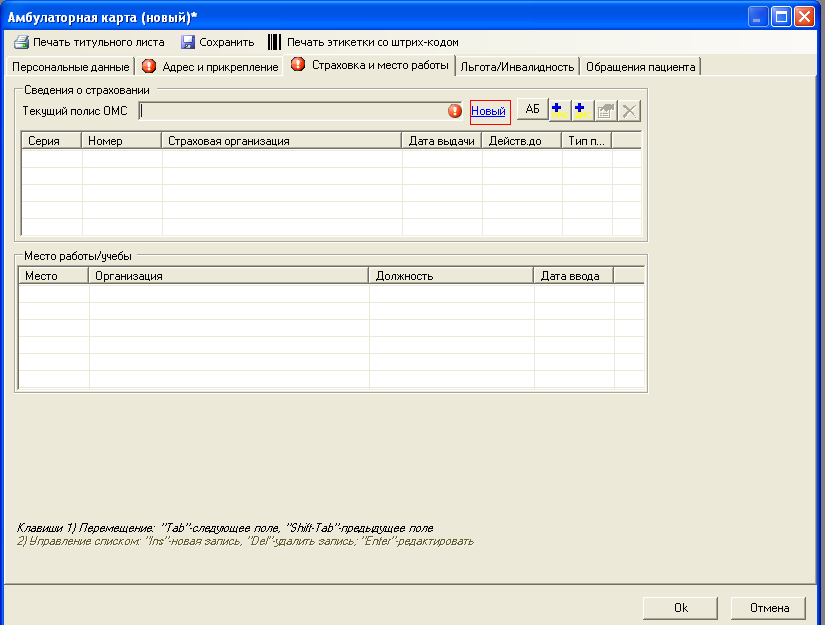 Амбулаторная карта (новый)*
Печать титульного листа Сохранить Печать этикетки со штрих-кодом
Персональные данные Адрес и прикрепление Страховка и место работы Льгота/Инвалидность Обращения пациента
Сведения о страховании
Текущий полис ОМС Новый АБ
Серия Номер Страховая организация Дата выдачи Действ.до Тип п...
Место работы/учебы
Место Организация Должность Дата ввода
Клавиши 1) Перемещение: "Tab"-следующее поле, "Shift-Tab"-предыдущее поле
2) Управление списком: "Ins"-новая запись, "Del"-удалить запись; "Enter"-редактировать
Ok Отмена